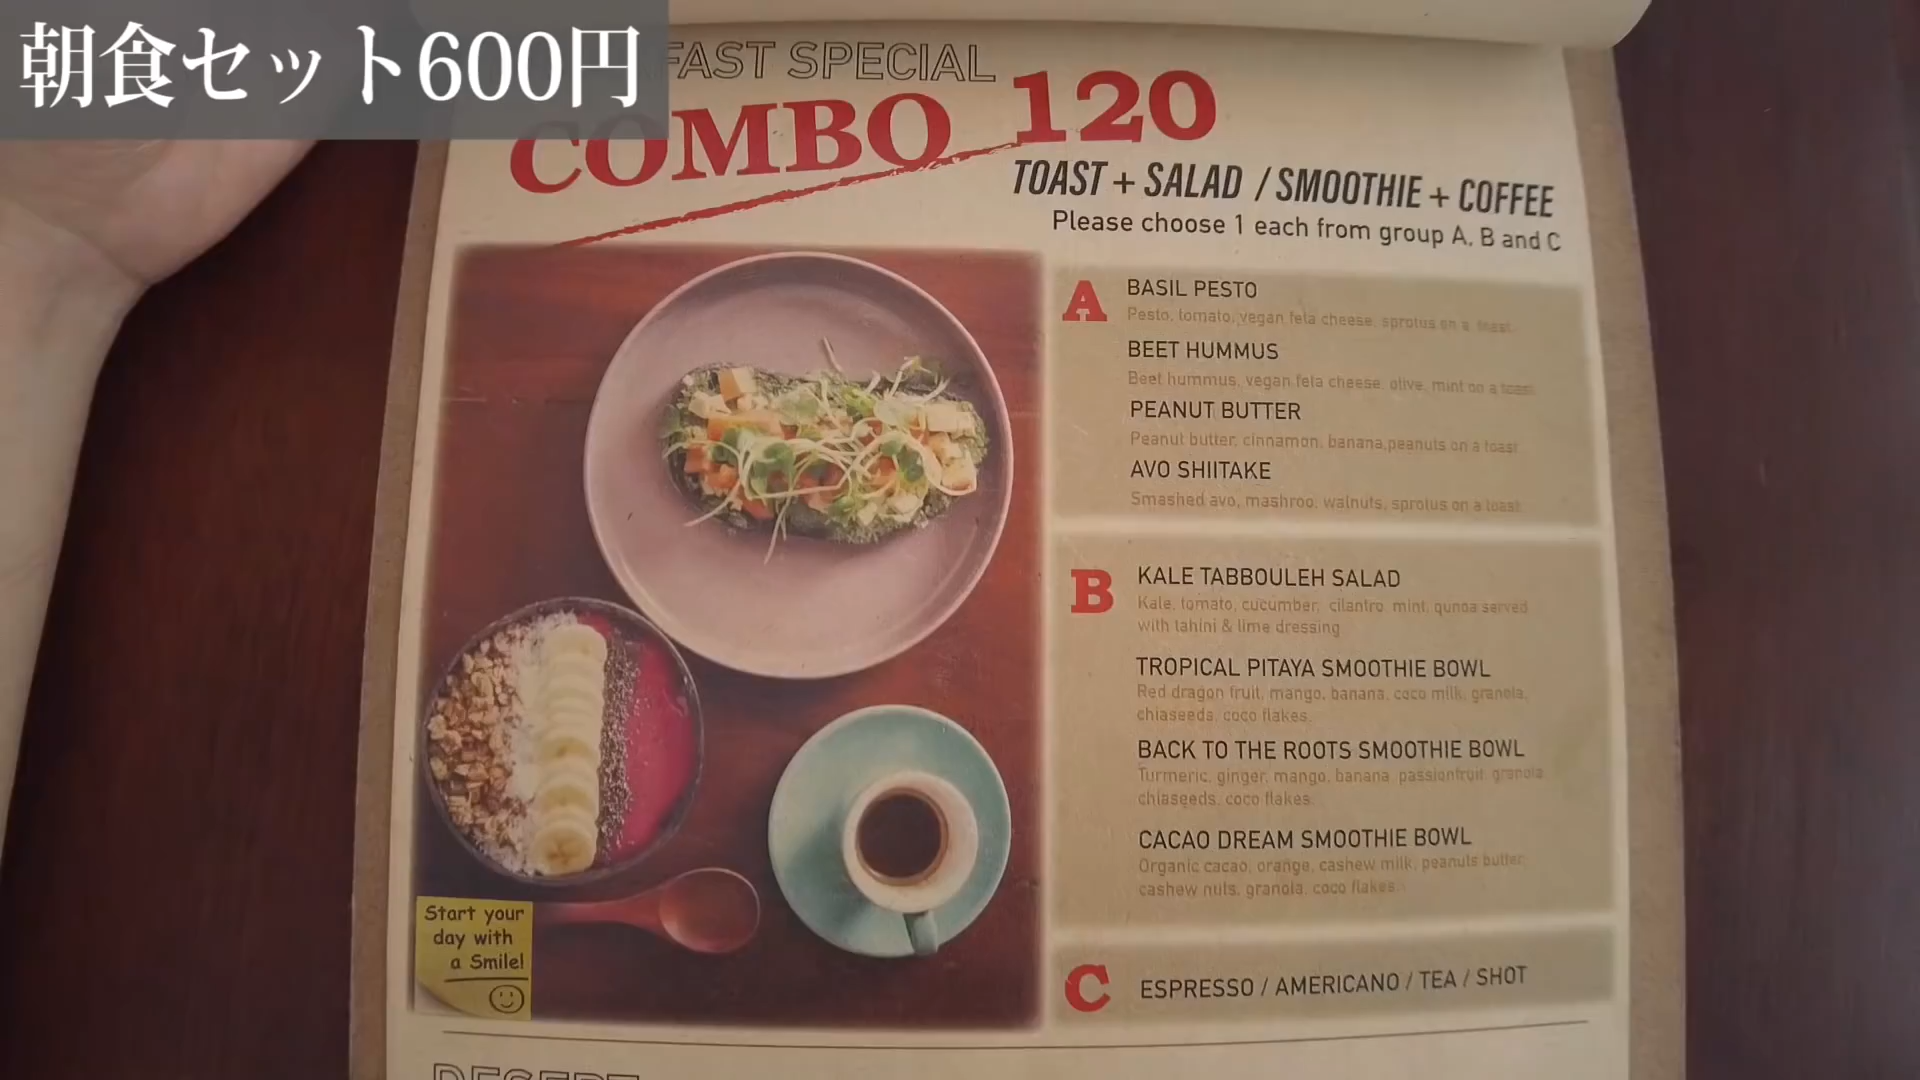 朝食セット600円
FAST SPECIAL
COMBO 120
TOAST + SALAD / SMOOTHIE + COFFEE
Please choose 1 each from group A, B and C
A
BASIL PESTO
Pesto, tomato, vegan feta cheese, sprotus on a toast
BEET HUMMUS
Beet hummus, vegan feta cheese, olive, mint on a toast
PEANUT BUTTER
Peanut butter, cinnamon, banana,peanuts on a toast
AVO SHIITAKE
Smashed avo, mashroo, walnuts, sprotus on a toast
B
KALE TABBOULEH SALAD
Kale, tomato, cucumber, cilantro, mint, qunoa served
with tahini & lime dressing
TROPICAL PITAYA SMOOTHIE BOWL
Red dragon fruit, mango, banana, coco milk, granola,
chiaseeds, coco flakes.
BACK TO THE ROOTS SMOOTHIE BOWL
Turmeric, ginger, mango, banana, passionfruit, granola
chiaseeds, coco flakes.
CACAO DREAM SMOOTHIE BOWL
Organic cacao, orange, cashew milk, peanuts butter,
cashew nuts, granola, coco flakes.
C
ESPRESSO / AMERICANO / TEA / SHOT
Start your
day with
a Smile!
DESERT